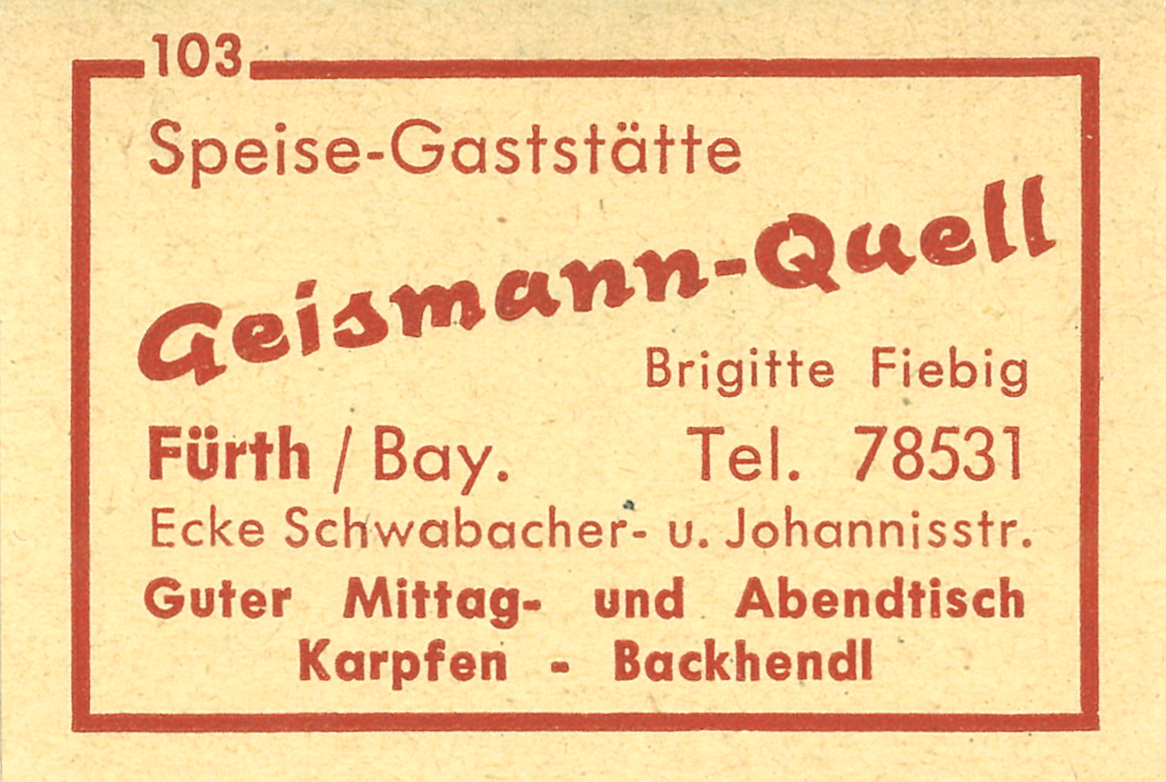 103
Speise-Gaststätte
Geismann-Quell
Brigitte Fiebig
Fürth / Bay. Tel. 78531
Ecke Schwabacher- u. Johannisstr.
Guter Mittag- und Abendtisch
Karpfen - Backhendl